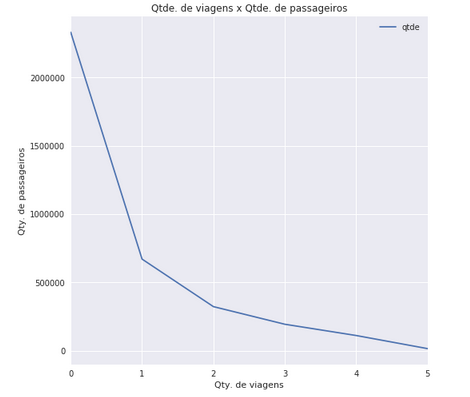 Qtde. de viagens x Qtde. de passageiros
qtde
Qty. de passageiros
2000000
1500000
1000000
500000
0
0 1 2 3 4 5
Qty. de viagens